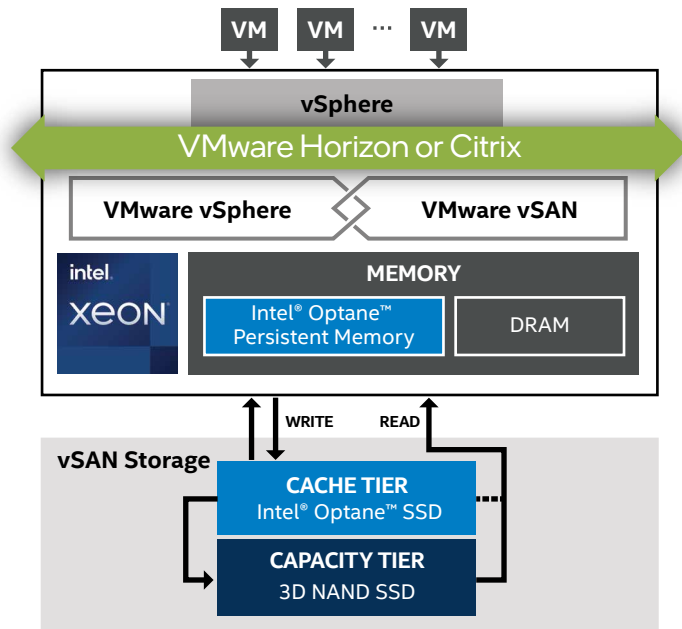 VM VM ... VM
vSphere
VMware Horizon or Citrix
VMware vSphere VMware vSAN
intel.
xeon®
MEMORY
Intel® Optane™
Persistent Memory
DRAM
WRITE READ
vSAN Storage
CACHE TIER
Intel® Optane™ SSD
CAPACITY TIER
3D NAND SSD